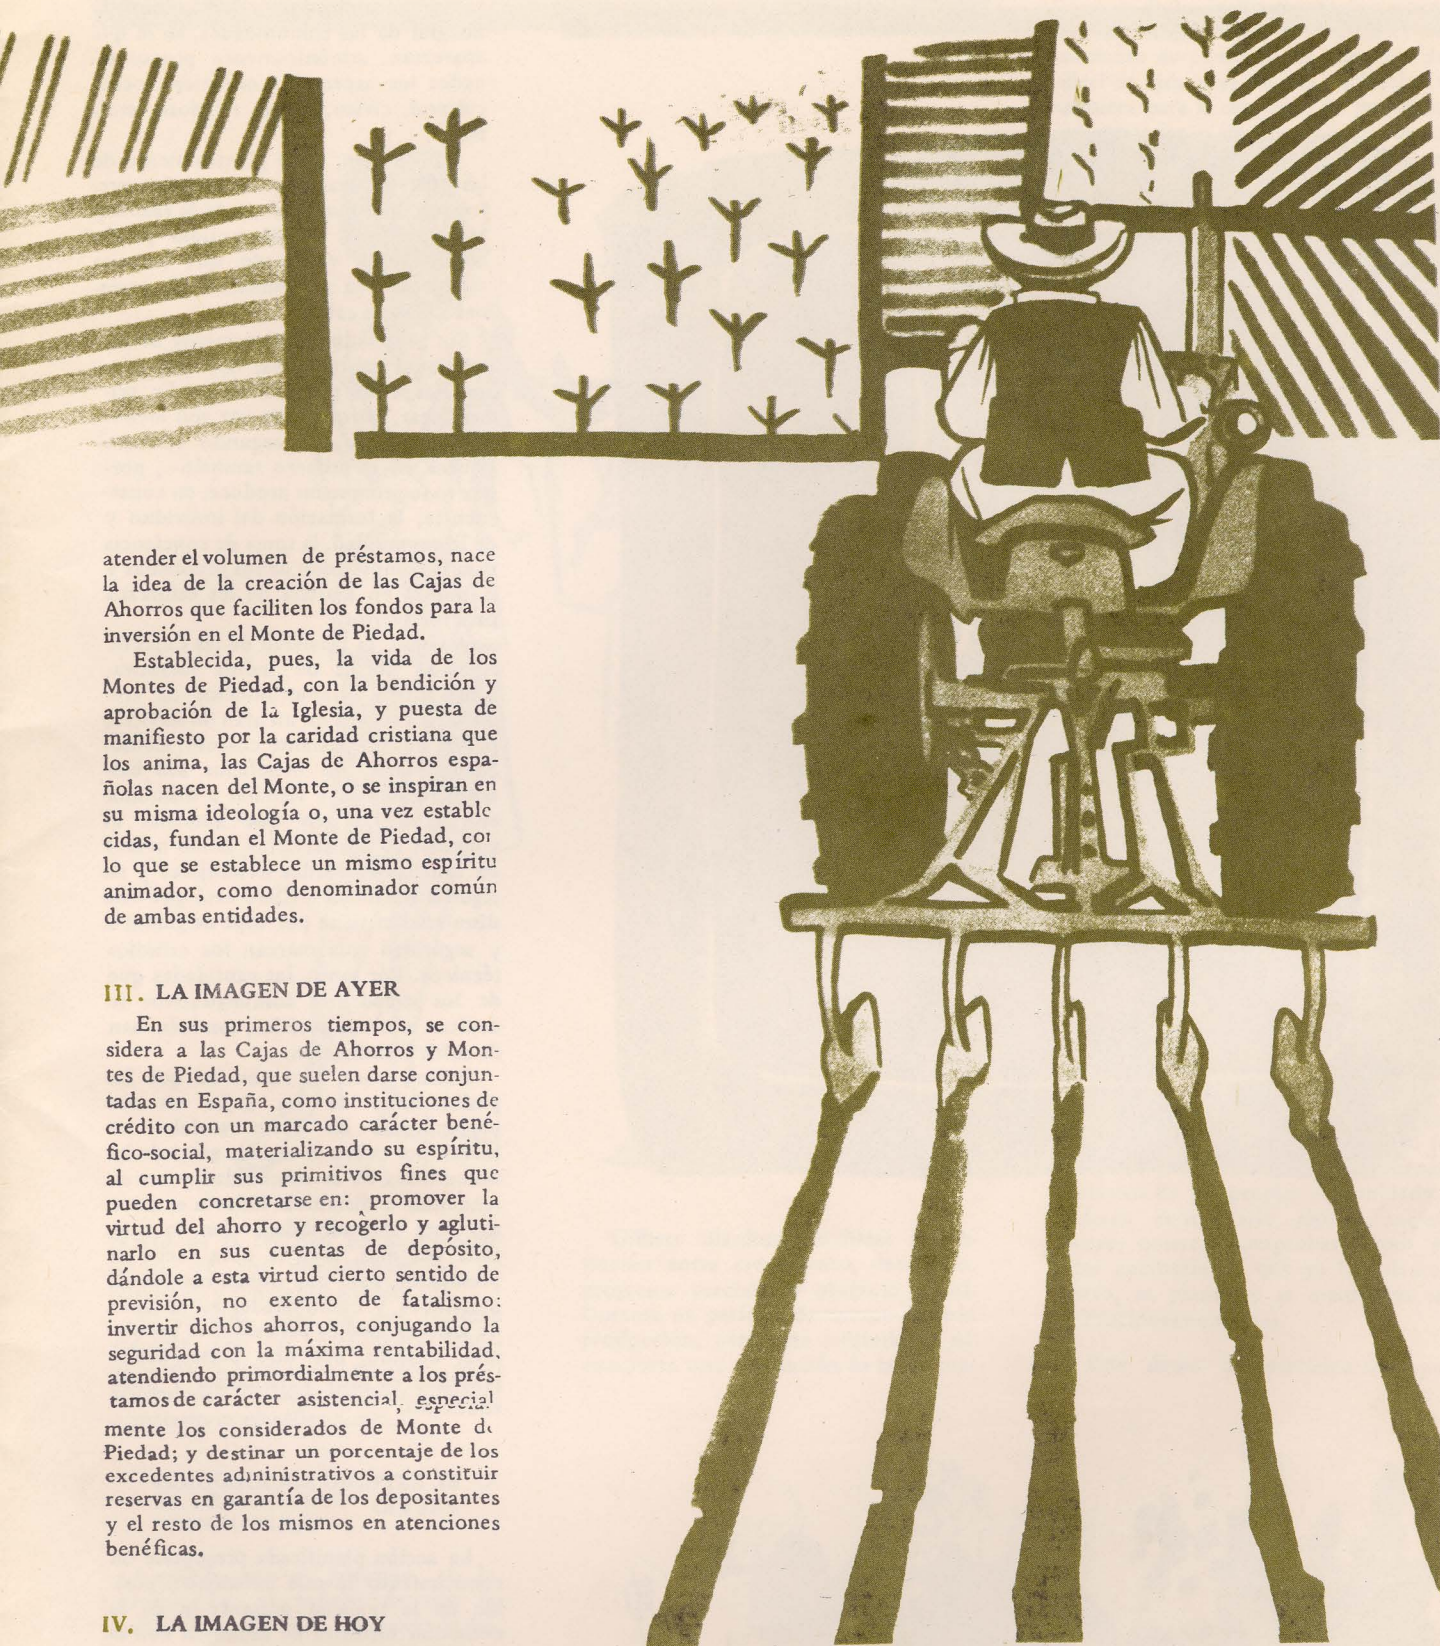 atender el volumen de préstamos, nace
la idea de la creación de las Cajas de
Ahorros que faciliten los fondos para la
inversión en el Monte de Piedad.
Establecida, pues, la vida de los
Montes de Piedad, con la bendición y
aprobación de la Iglesia, y puesta de
manifiesto por la caridad cristiana que
los anima, las Cajas de Ahorros espa-
ñolas nacen del Monte, o se inspiran en
su misma ideología o, una vez estable
cidas, fundan el Monte de Piedad, con
lo que se establece un mismo espíritu
animador, como denominador común
de ambas entidades.
III. LA IMAGEN DE AYER
En sus primeros tiempos, se con-
sidera a las Cajas de Ahorros y Mon-
tes de Piedad, que suelen darse conjun-
tadas en España, como instituciones de
crédito con un marcado carácter bené-
fico-social, materializando su espíritu,
al cumplir sus primitivos fines que
pueden concretarse en: promover la
virtud del ahorro y recogerlo y agluti-
narlo en sus cuentas de depósito,
dándole a esta virtud cierto sentido de
previsión, no exento de fatalismo:
invertir dichos ahorros, conjugando la
seguridad con la máxima rentabilidad,
atendiendo primordialmente a los prés-
tamos de carácter asistencial, especial
mente los considerados de Monte de
Piedad; y destinar un porcentaje de los
excedentes administrativos a constituir
reservas en garantía de los depositantes
y el resto de los mismos en atenciones
benéficas.
IV. LA IMAGEN DE HOY